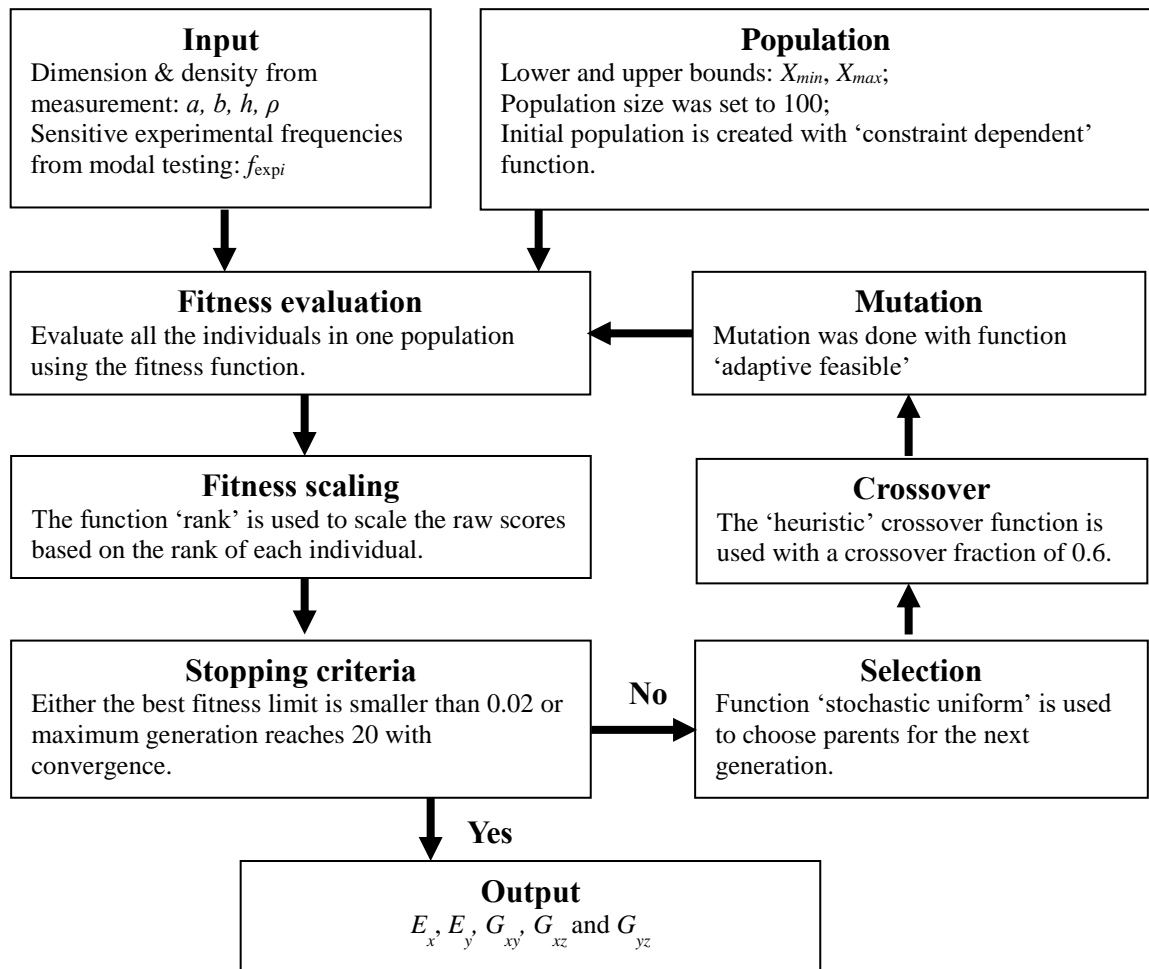 Input
Dimension & density from
measurement: a, b, h, ρ
Sensitive experimental frequencies
from modal testing: fexpi
Population
Lower and upper bounds: Xmin, Xmax;
Population size was set to 100;
Initial population is created with ‘constraint dependent’
function.
Fitness evaluation
Evaluate all the individuals in one population
using the fitness function.
Mutation
Mutation was done with function
‘adaptive feasible’
Fitness scaling
The function ‘rank’ is used to scale the raw scores
based on the rank of each individual.
Crossover
The ‘heuristic’ crossover function is
used with a crossover fraction of 0.6.
Stopping criteria
Either the best fitness limit is smaller than 0.02 or
maximum generation reaches 20 with
convergence.
No
Selection
Function ‘stochastic uniform’ is used
to choose parents for the next
generation.
Yes
Output
Ex, Ey, Gxy, Gxz and Gyz